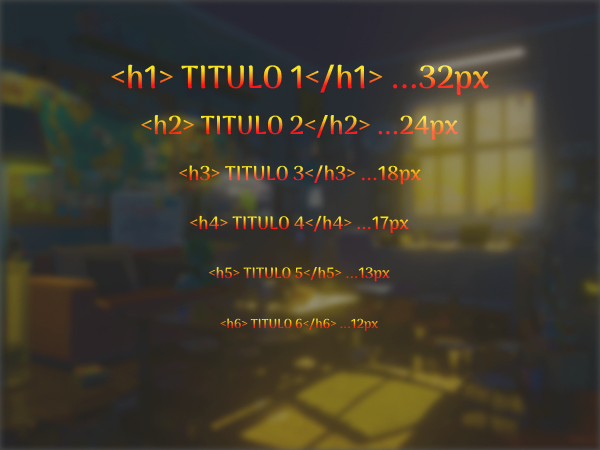 <h1> TITULO 1</h1> ...32px
<h2> TITULO 2</h2> ...24px
<h3> TITULO 3</h3> ...18px
<h4> TITULO 4</h4> ...17px
<h5> TITULO 5</h5> ...13px
<h6> TITULO 6</h6> ...12px